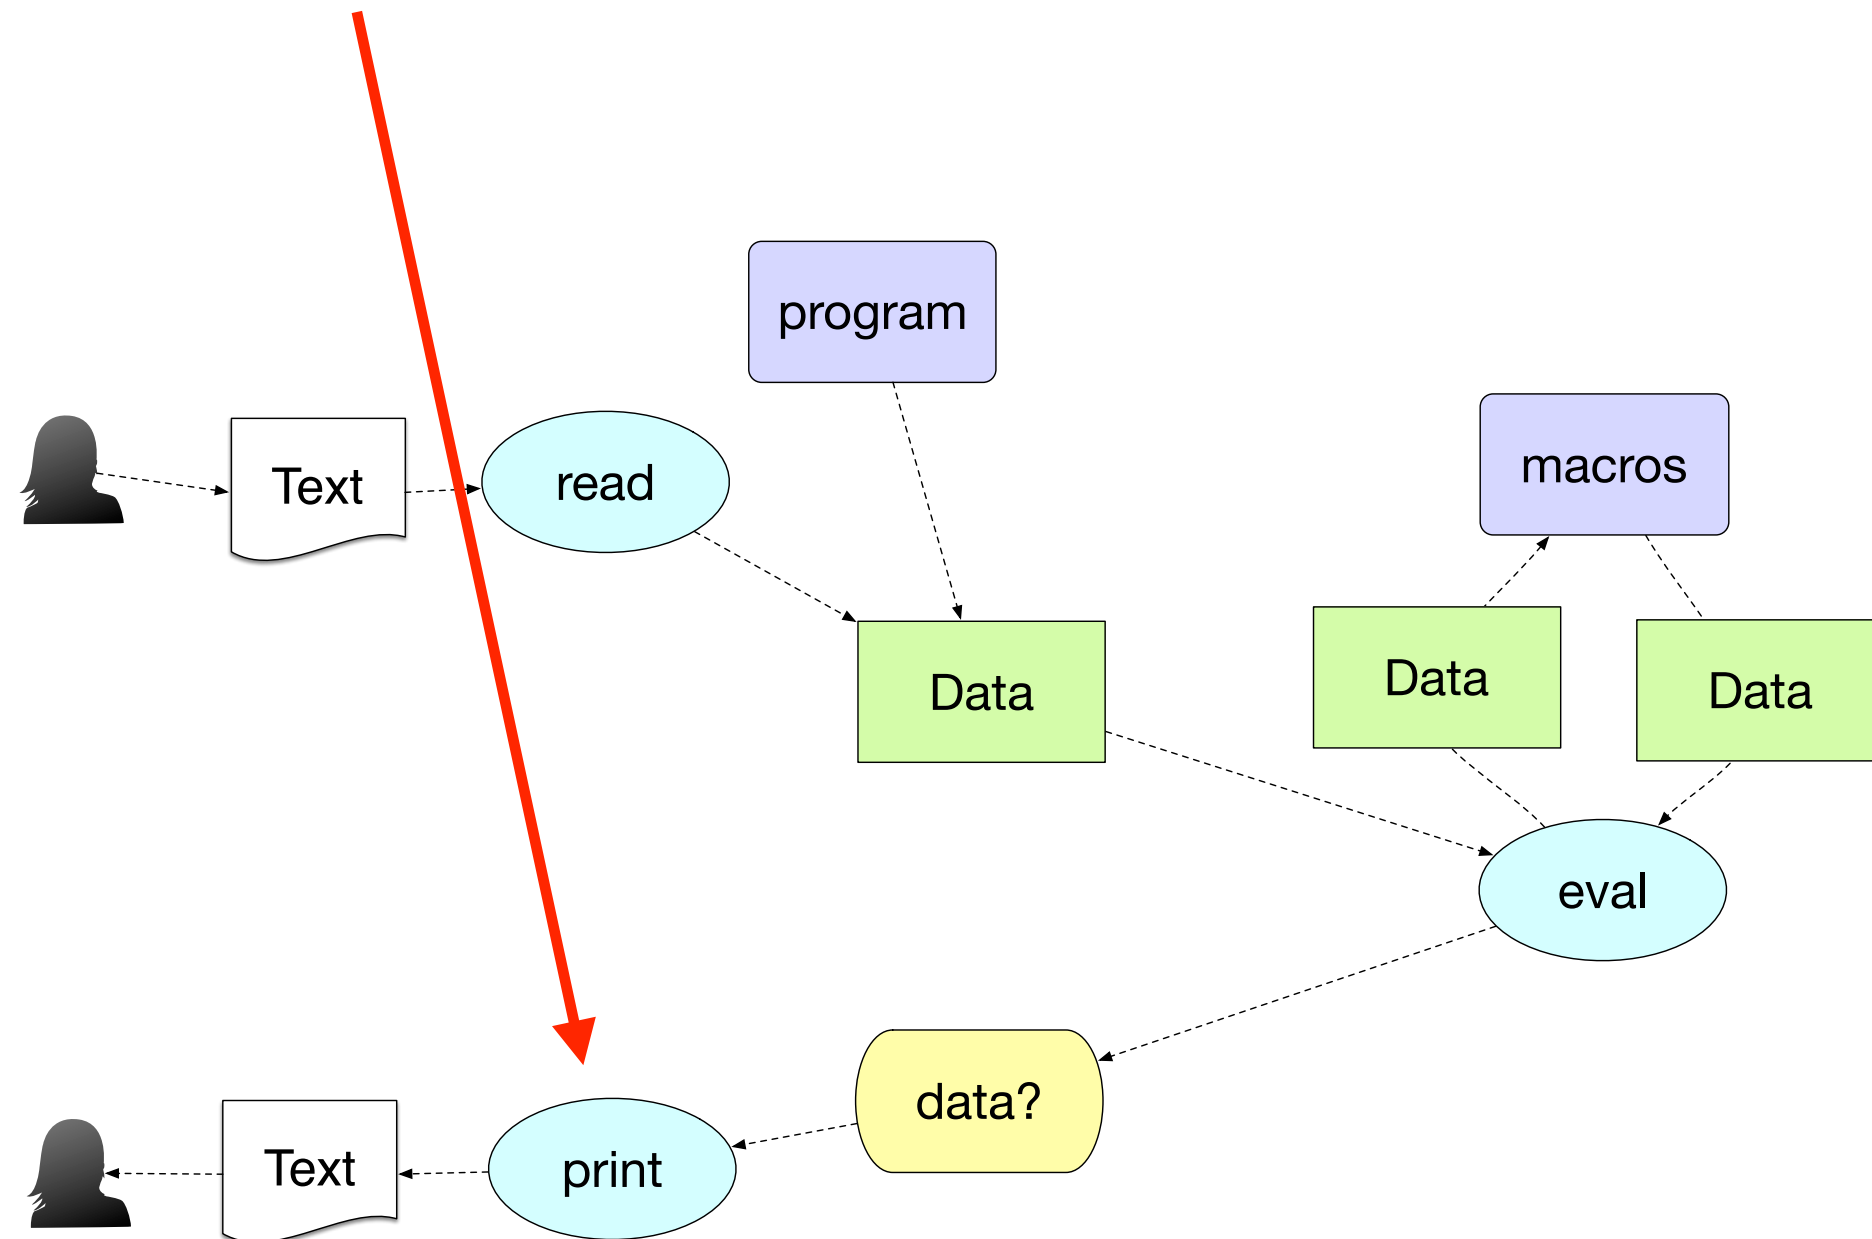 program
macros
Text
read
Data
Data
Data
eval
data?
Text
print